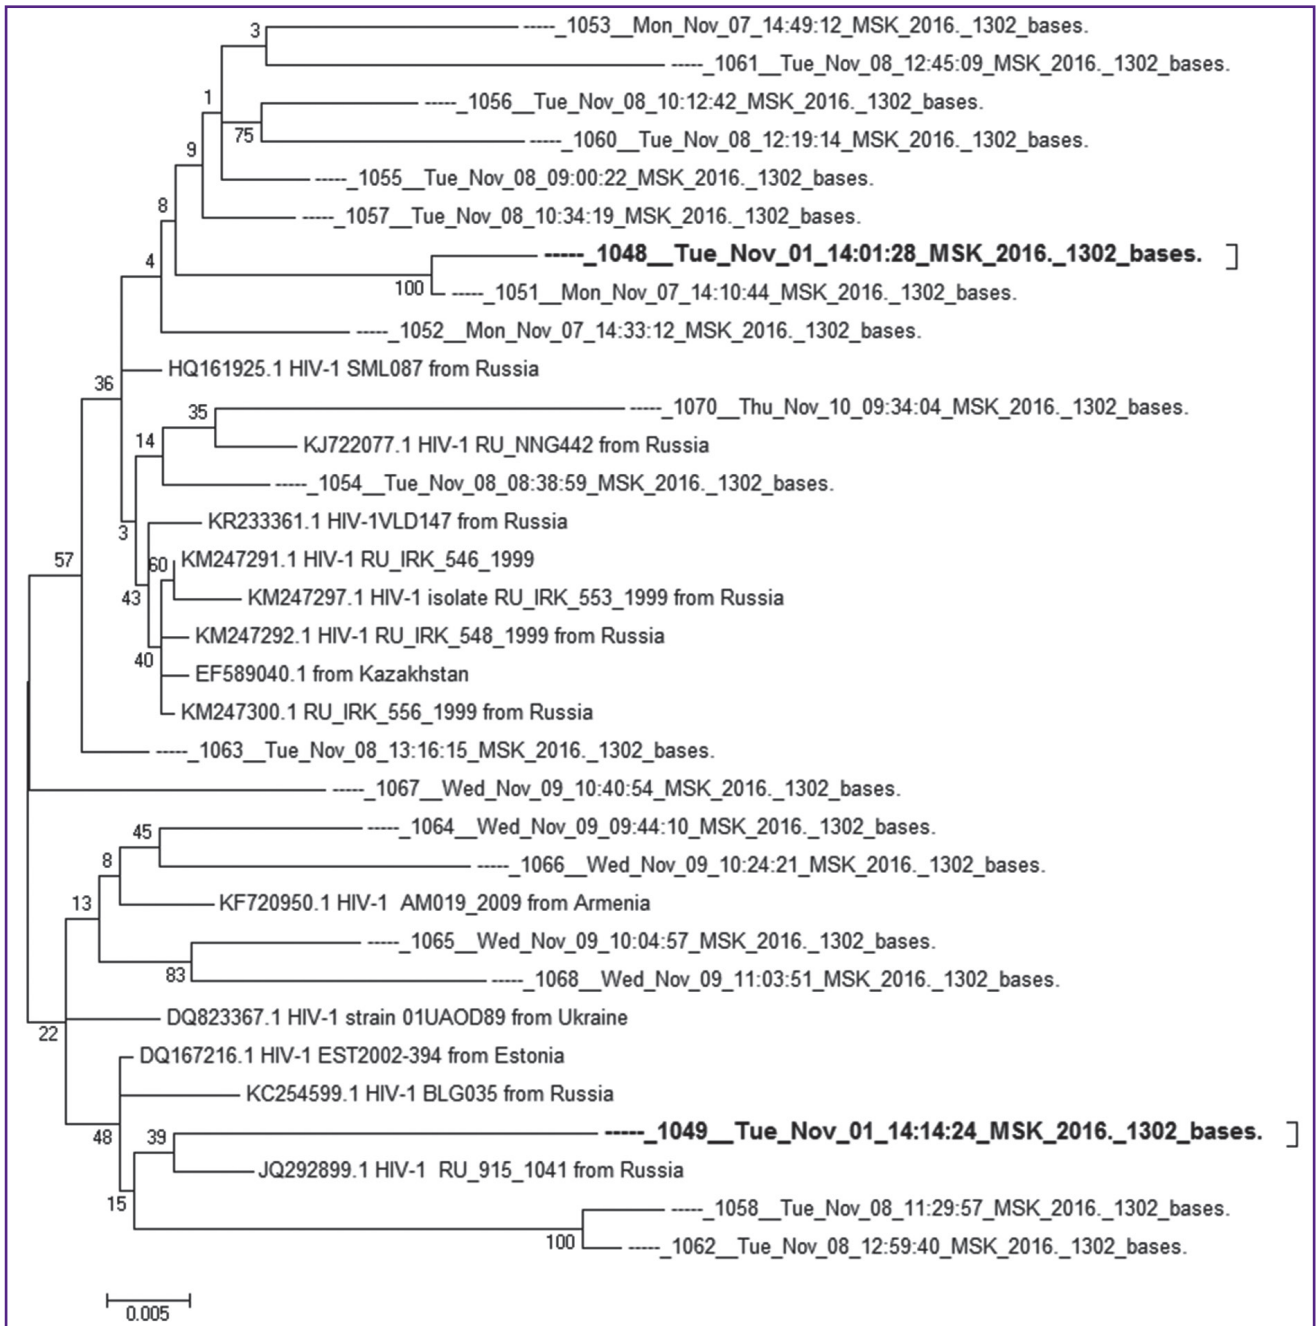 3
-----_1053__Mon_Nov_07_14:49:12_MSK_2016._1302_bases.
-----_1061__Tue_Nov_08_12:45:09_MSK_2016._1302_bases.
1
-----_1056__Tue_Nov_08_10:12:42_MSK_2016._1302_bases.
75
-----_1060__Tue_Nov_08_12:19:14_MSK_2016._1302_bases.
9
-----_1055__Tue_Nov_08_09:00:22_MSK_2016._1302_bases.
8
-----_1057__Tue_Nov_08_10:34:19_MSK_2016._1302_bases.
4
-----_1048__Tue_Nov_01_14:01:28_MSK_2016._1302_bases.
100
-----_1051__Mon_Nov_07_14:10:44_MSK_2016._1302_bases.
-----_1052__Mon_Nov_07_14:33:12_MSK_2016._1302_bases.
HQ161925.1 HIV-1 SML087 from Russia
36
35
-----_1070__Thu_Nov_10_09:34:04_MSK_2016._1302_bases.
14
KJ722077.1 HIV-1 RU_NNG442 from Russia
-----_1054__Tue_Nov_08_08:38:59_MSK_2016._1302_bases.
KR233361.1 HIV-1VLD147 from Russia
3
57
60
KM247291.1 HIV-1 RU_IRK_546_1999
43
KM247297.1 HIV-1 isolate RU_IRK_553_1999 from Russia
KM247292.1 HIV-1 RU_IRK_548_1999 from Russia
40
EF589040.1 from Kazakhstan
KM247300.1 RU_IRK_556_1999 from Russia
-----_1063__Tue_Nov_08_13:16:15_MSK_2016._1302_bases.
-----_1067__Wed_Nov_09_10:40:54_MSK_2016._1302_bases.
45
-----_1064__Wed_Nov_09_09:44:10_MSK_2016._1302_bases.
8
-----_1066__Wed_Nov_09_10:24:21_MSK_2016._1302_bases.
13
KF720950.1 HIV-1 AM019_2009 from Armenia
-----_1065__Wed_Nov_09_10:04:57_MSK_2016._1302_bases.
83
-----_1068__Wed_Nov_09_11:03:51_MSK_2016._1302_bases.
DQ823367.1 HIV-1 strain 01UAOD89 from Ukraine
22
DQ167216.1 HIV-1 EST2002-394 from Estonia
KC254599.1 HIV-1 BLG035 from Russia
48
39
-----_1049__Tue_Nov_01_14:14:24_MSK_2016._1302_bases.
JQ292899.1 HIV-1 RU_915_1041 from Russia
15
-----_1058__Tue_Nov_08_11:29:57_MSK_2016._1302_bases.
100
-----_1062__Tue_Nov_08_12:59:40_MSK_2016._1302_bases.
0.005